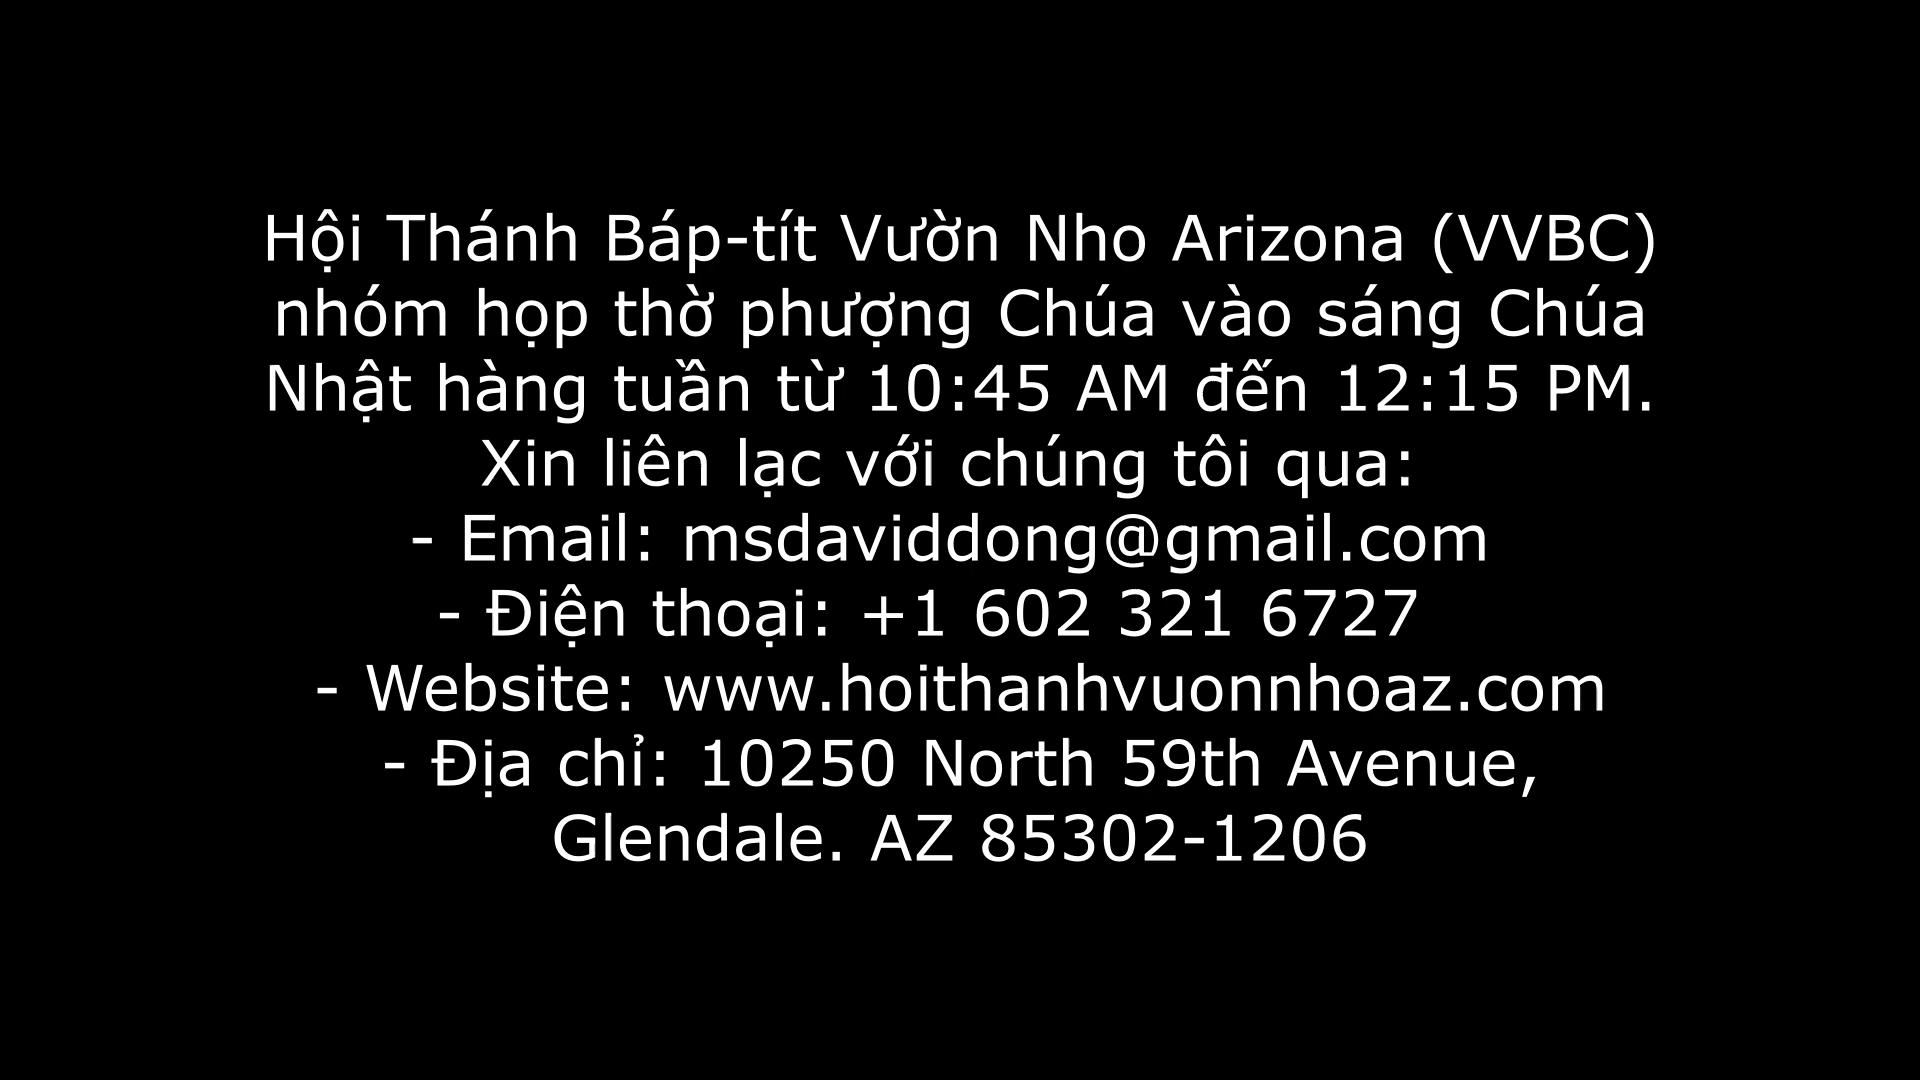 Hội Thánh Báp-tít Vườn Nho Arizona (VVBC)
nhóm họp thờ phượng Chúa vào sáng Chúa
Nhật hàng tuần từ 10:45 AM đến 12:15 PM.
Xin liên lạc với chúng tôi qua:
- Email: msdaviddong@gmail.com
- Điện thoại: +1 602 321 6727
- Website: www.hoithanhvuonnhoaz.com
- Địa chỉ: 10250 North 59th Avenue,
Glendale. AZ 85302-1206